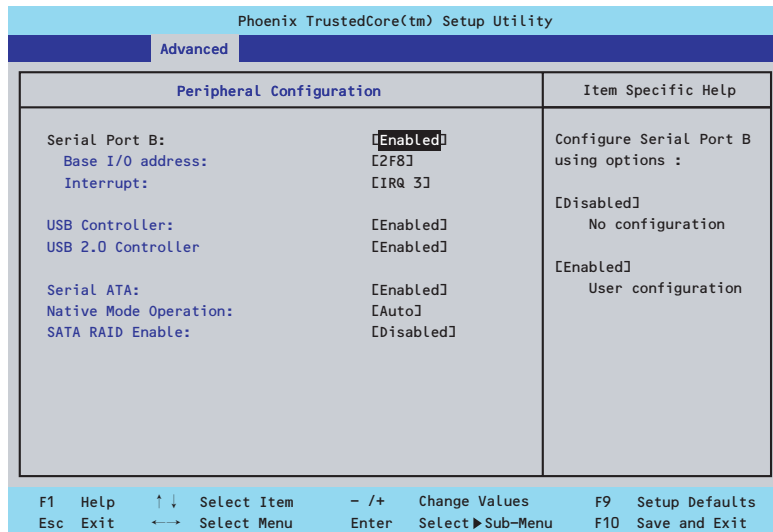 Phoenix TrustedCore(tm) Setup Utility
Advanced
Peripheral Configuration
Item Specific Help
Serial Port B: [Enabled]
Base I/O address: [2F8]
Interrupt: [IRQ 3]
USB Controller: [Enabled]
USB 2.0 Controller [Enabled]
Serial ATA: [Enabled]
Native Mode Operation: [Auto]
SATA RAID Enable: [Disabled]
Configure Serial Port B
using options :
[Disabled]
No configuration
[Enabled]
User configuration
F1 Help ↑↓ Select Item − /+ Change Values F9 Setup Defaults
Esc Exit ←→ Select Menu Enter Select ▶ Sub−Menu F10 Save and Exit